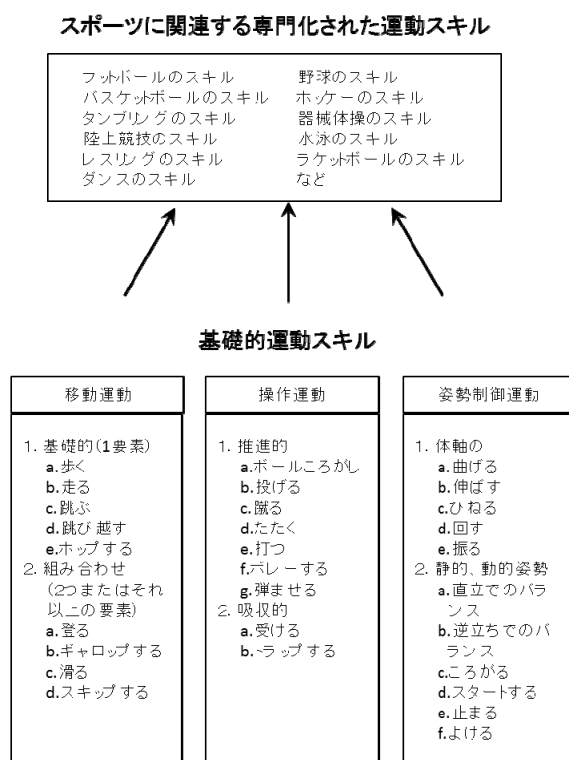 スポーツに関連する専門化された運動スキル
フットボールのスキル 野球のスキル
バスケットボールのスキル ホッケーのスキル
タンブリングのスキル 器械体操のスキル
陸上競技のスキル 水泳のスキル
レスリングのスキル ラケットボールのスキル
ダンスのスキル など
基礎的運動スキル
移動運動
1. 基礎的(1要素)
a.歩く
b.走る
c.跳ぶ
d.跳び越す
e.ホップする
2. 組み合わせ
(2つまたはそれ
以上の要素)
a.登る
b.ギャロップする
c.滑る
d.スキップする
操作運動
1. 推進的
a.ボールころがし
b.投げる
c.蹴る
d.たたく
e.打つ
f.バレーする
g.弾ませる
2. 吸収的
a.受ける
b.トラップする
姿勢制御運動
1. 体軸の
a.曲げる
b.伸ばす
c.ひねる
d.回す
e.振る
2. 静的、動的姿勢
a.直立でのバラ
ンス
b.逆立ちでのバ
ランス
c.ころがる
d.スタートする
e.止まる
f.よける